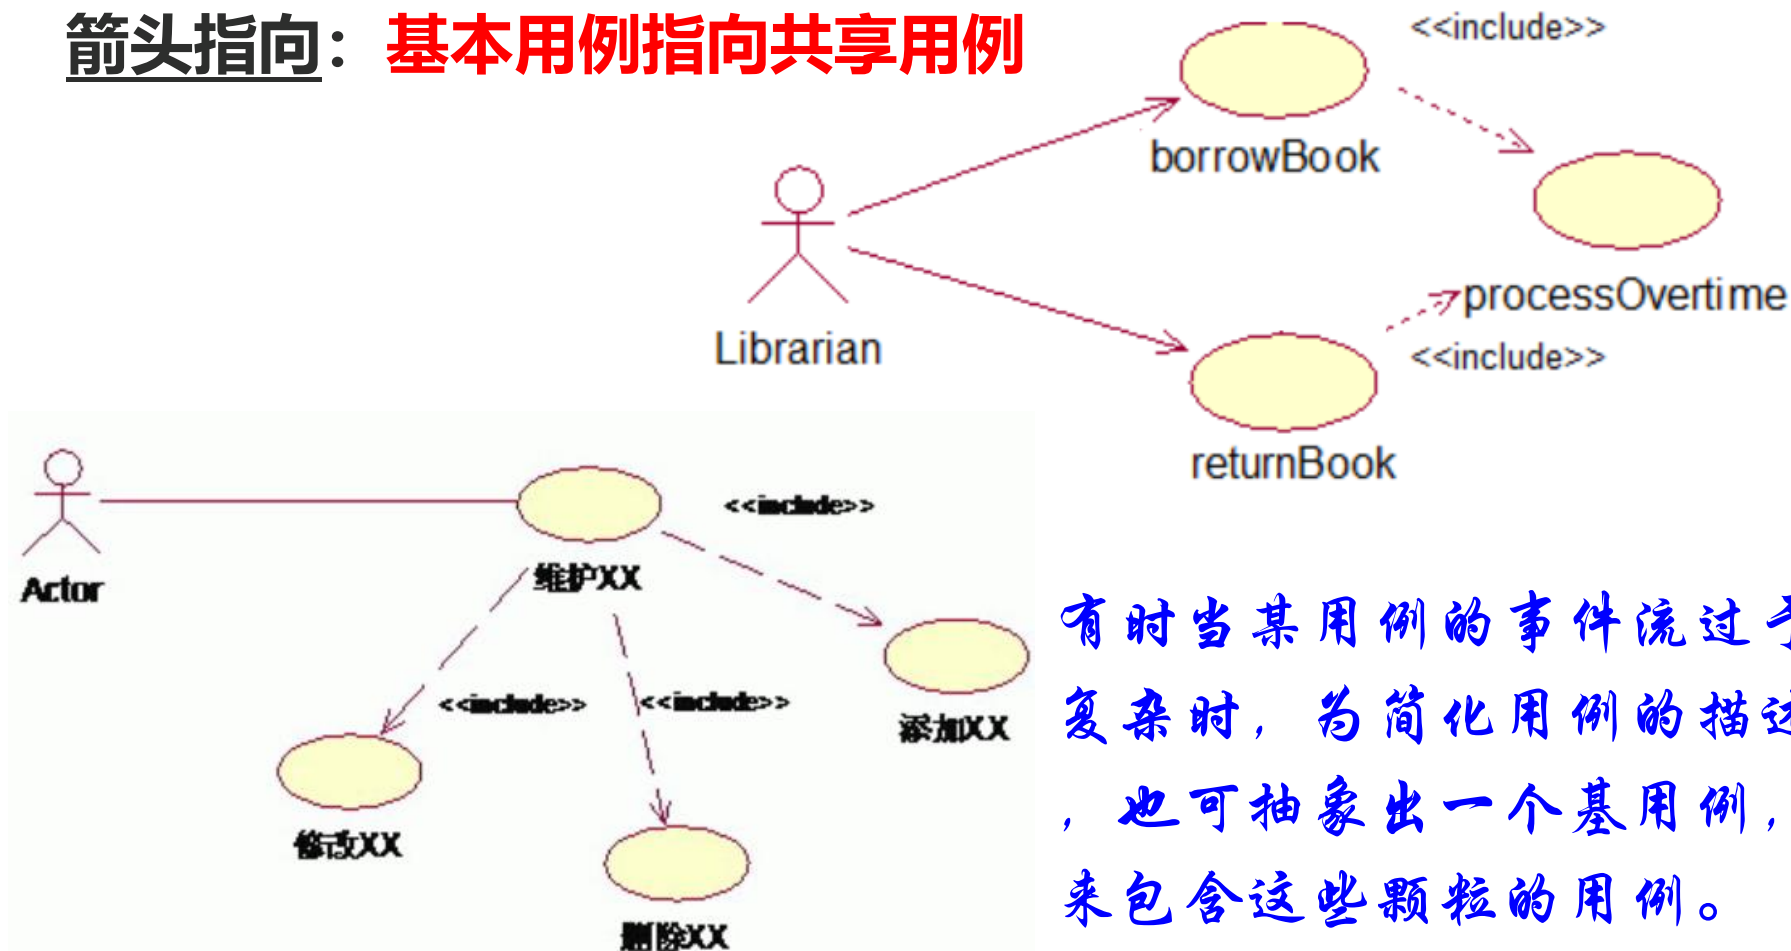 箭头指向：基本用例指向共享用例
<<include>>
borrowBook
processOvertime
Librarian
<<include>>
returnBook
<<include>>
维护XX
Actor
<<include>>
<<include>>
添加XX
修改XX
删除XX
有时当某用例的事件流过于
复杂时，为简化用例的描述
，也可抽象出一个基用例，
来包含这些颗粒的用例。